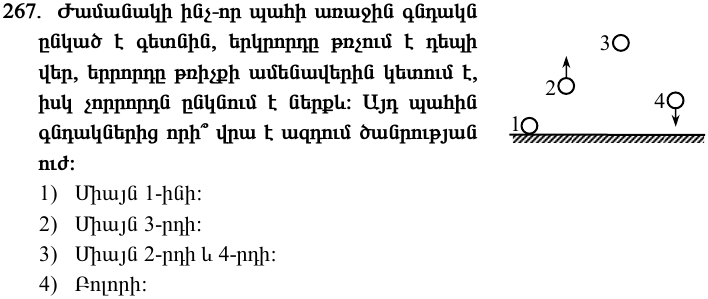 267. Ժամանակի ինչ-որ պահի առաջին գնդակն
ընկած է գետնին, երկրորդը թռչում է դեպի
վեր, երրորդը թռիչքի ամենավերին կետում է,
իսկ չորրորդն ընկնում է ներքև: Այդ պահին
գնդակներից որի՞ վրա է ազդում ծանրության
ուժ:
1) Միայն 1-ինի:
2) Միայն 3-րդի:
3) Միայն 2-րդի և 4-րդի:
4) Բոլորի:
3
2
4
1